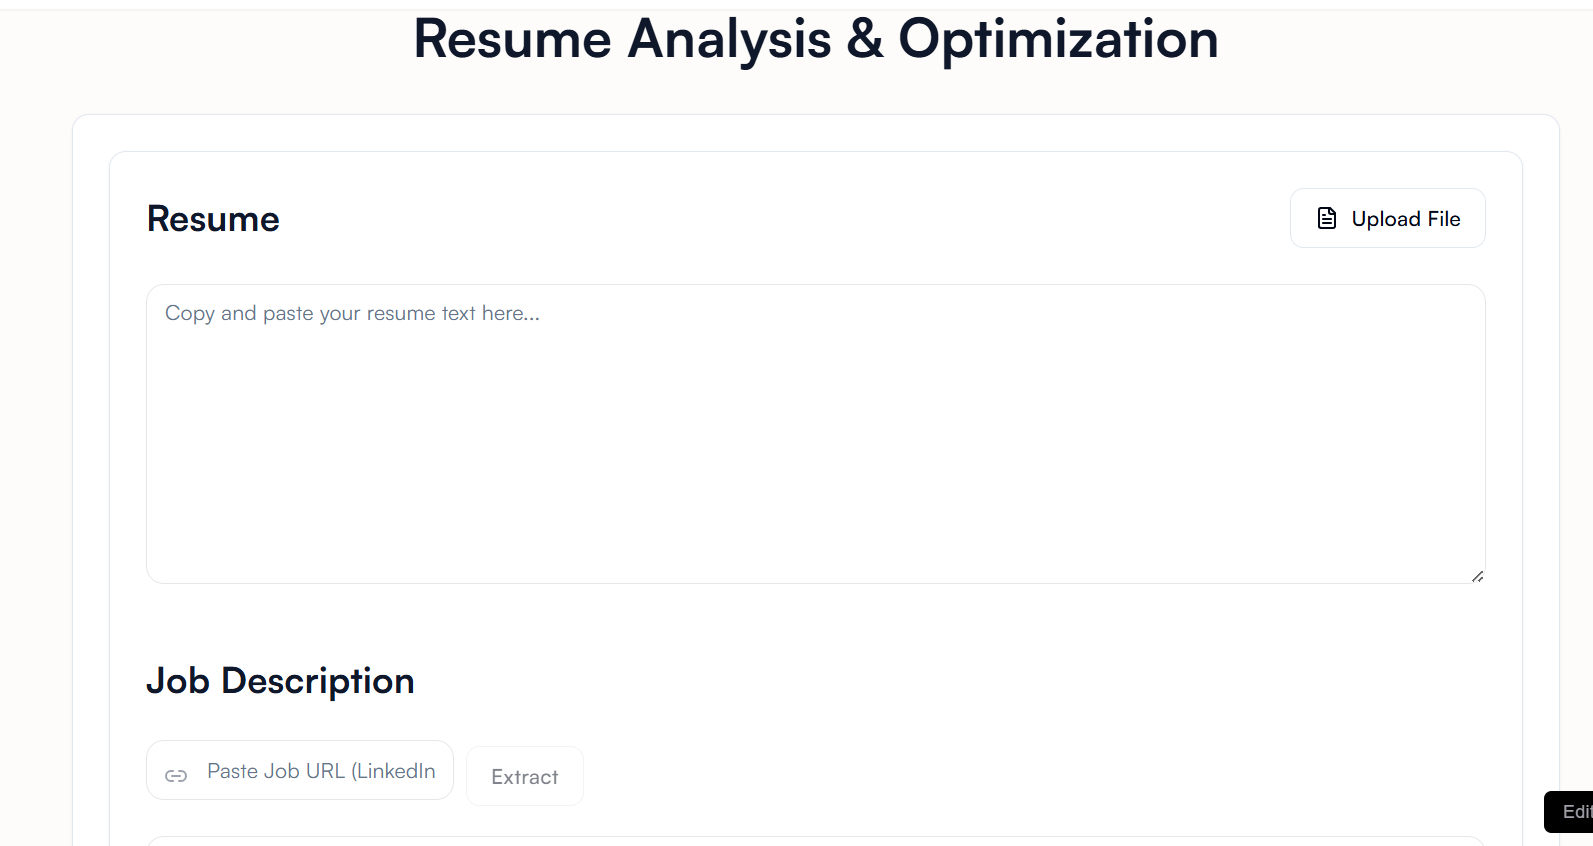 Resume Analysis & Optimization
Resume
Upload File
Copy and paste your resume text here...
Job Description
Paste Job URL (LinkedIn
Extract
Edit